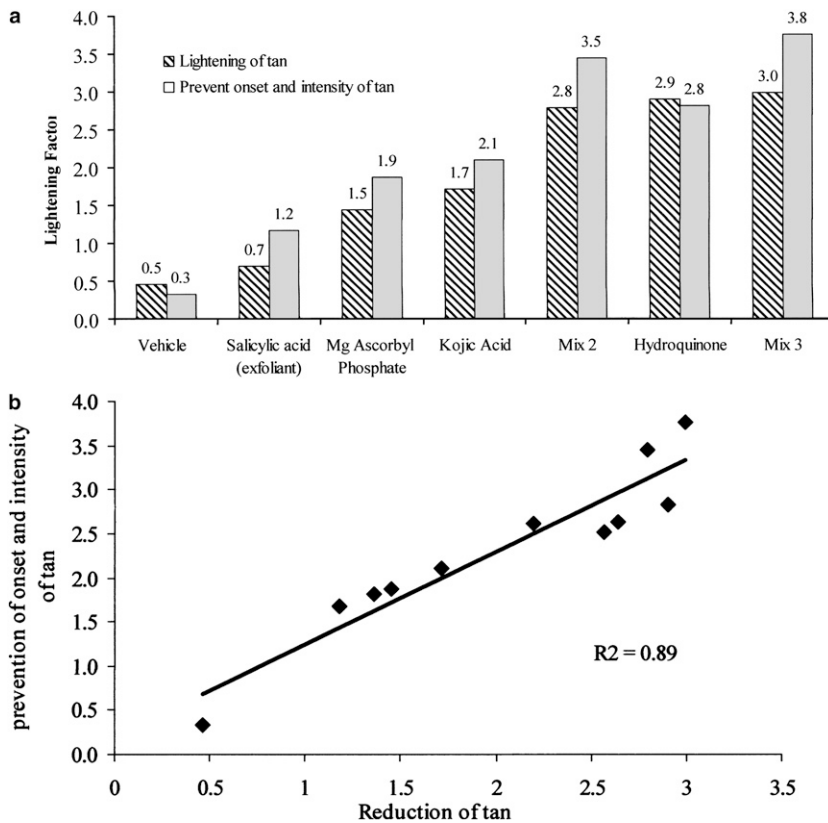 a
4.0
3.5
3.0
2.5
2.0
1.5
1.0
0.5
0.0
Lightening Factor
Lightening of tan
Prevent onset and intensity of tan
0.5
0.3
0.7
1.2
1.5
1.9
1.7
2.1
2.8
3.5
2.9
2.8
3.0
3.8
Vehicle
Salicylic acid
(exfoliant)
Mg Ascorbyl
Phosphate
Kojic Acid
Mix 2
Hydroquinone
Mix 3
b
4.0
3.5
3.0
2.5
2.0
1.5
1.0
0.5
0.0
prevention of onset and intensity
of tan
R2 = 0.89
0
0.5
1
1.5
2
2.5
3
3.5
Reduction of tan